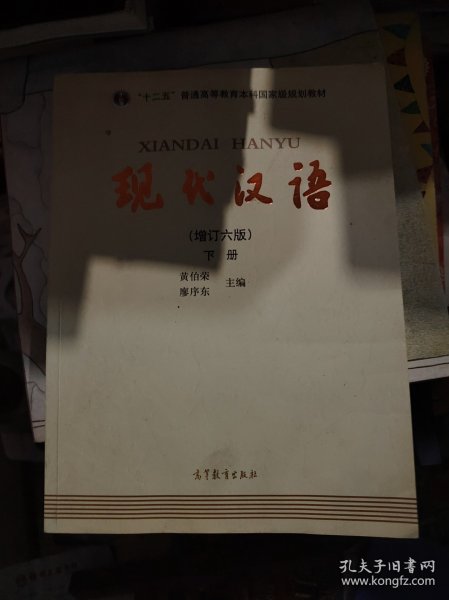 "十二五"普通高等教育本科国家级规划教材
XIANDAI HANYU
现代汉语
(增订六版)
下 册
黄伯荣
廖序东
主编
高等教育出版社
孔夫子旧书网
www.kongfz.com